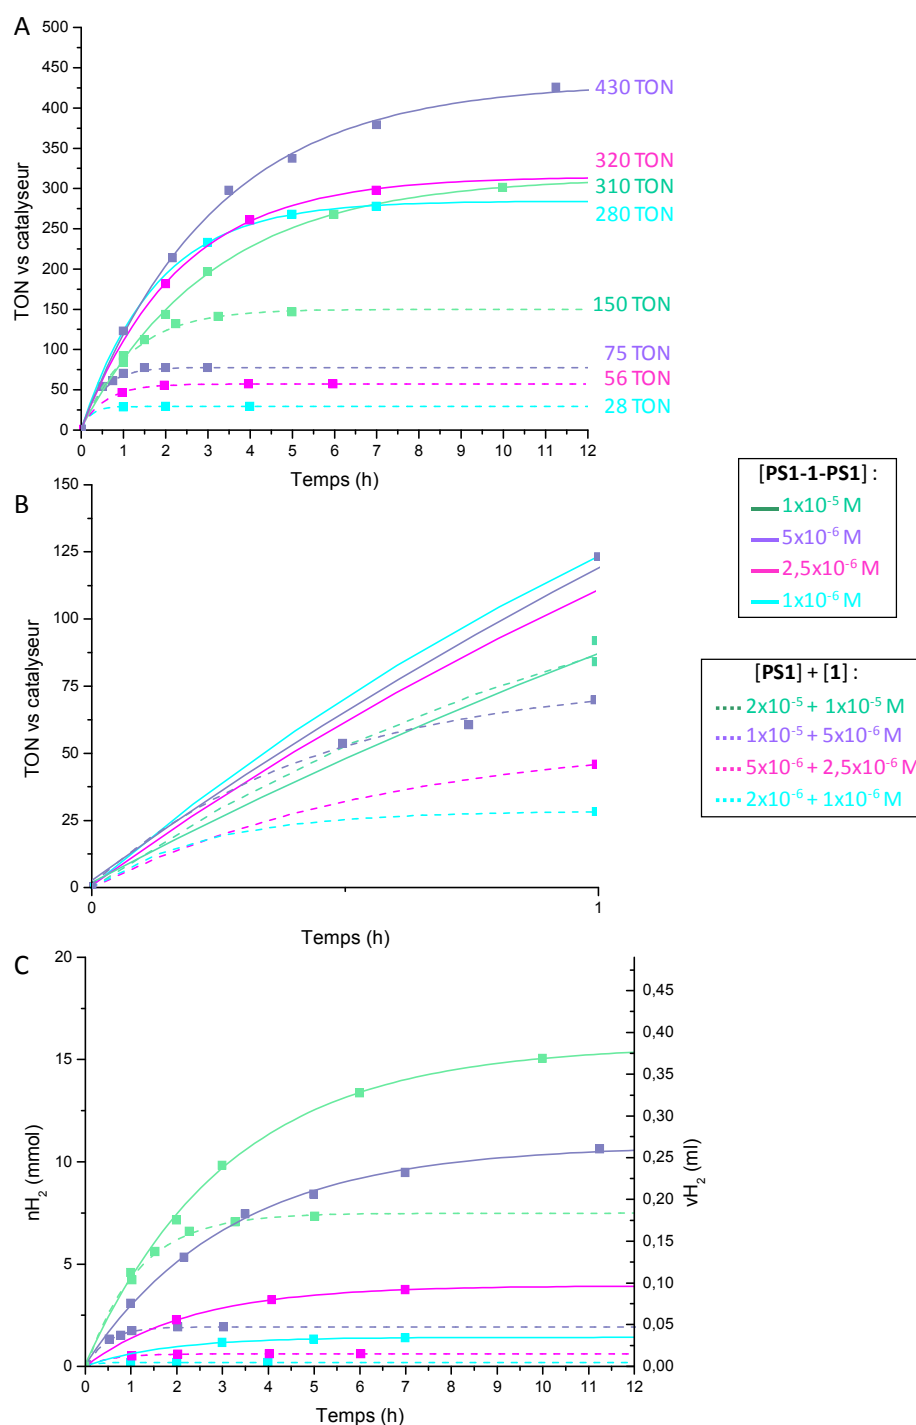 A
500
450
400
350
300
250
200
150
100
50
0
TON vs catalyseur
0 1 2 3 4 5 6 7 8 9 10 11 12
Temps (h)
430 TON
320 TON
310 TON
280 TON
150 TON
75 TON
56 TON
28 TON
B
150
125
100
75
50
25
0
TON vs catalyseur
0 1
Temps (h)
[PS1-1-PS1] :
1x10⁻⁵ M
5x10⁻⁶ M
2,5x10⁻⁶ M
1x10⁻⁶ M
[PS1] + [1] :
2x10⁻⁵ + 1x10⁻⁵ M
1x10⁻⁵ + 5x10⁻⁶ M
5x10⁻⁶ + 2,5x10⁻⁶ M
2x10⁻⁶ + 1x10⁻⁶ M
C
20
15
10
5
0
nH₂ (mmol)
0,45
0,40
0,35
0,30
0,25
0,20
0,15
0,10
0,05
0,00
vH₂ (ml)
0 1 2 3 4 5 6 7 8 9 10 11 12
Temps (h)